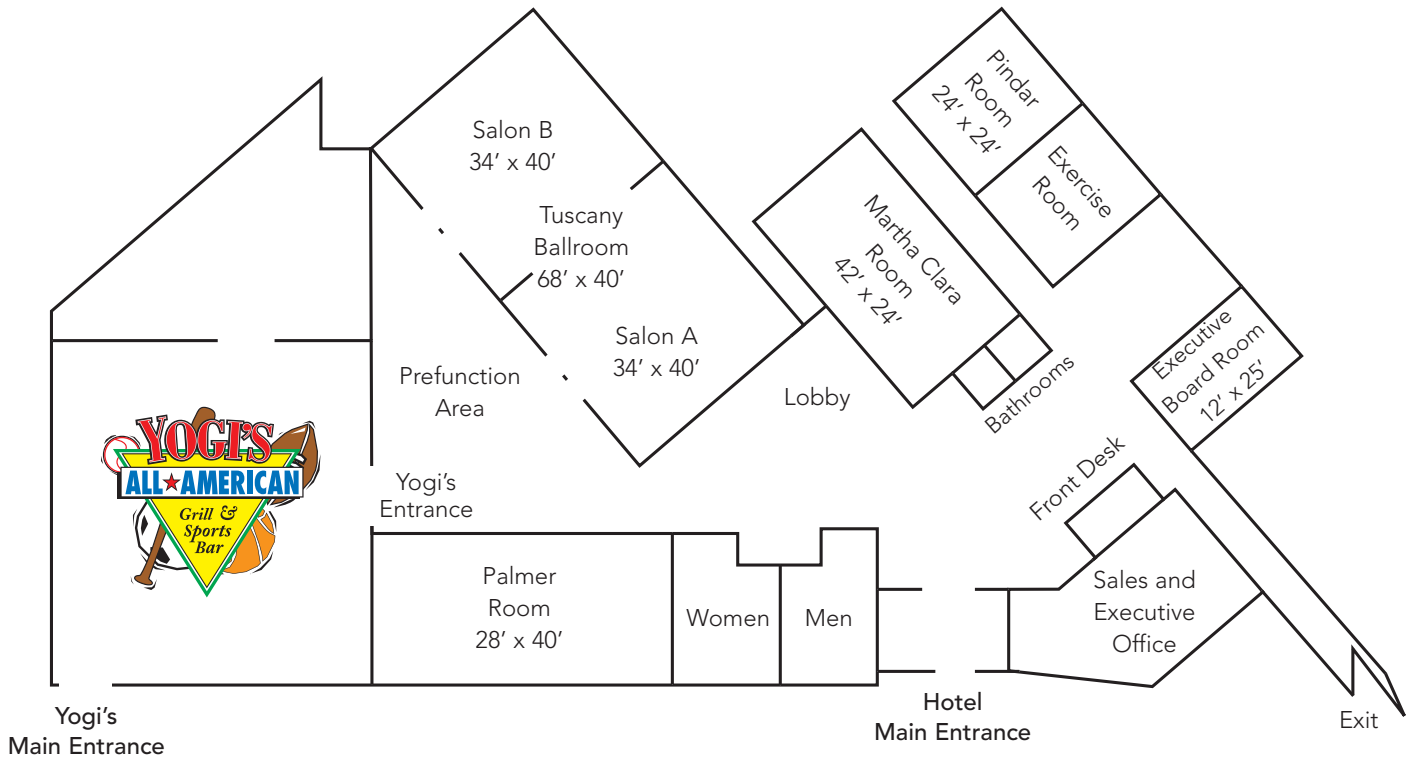 Salon B
34’ x 40’
Tuscany
Ballroom
68’ x 40’
Salon A
34’ x 40’
Prefunction
Area
Pindar
Room
24’ x 24’
Exercise
Room
Martha Clara
Room
42’ x 24’
Executive
Board Room
12’ x 25’
Lobby
Bathrooms
Front Desk
YOGI'S
ALL★AMERICAN
Grill &
Sports
Bar
Yogi’s
Entrance
Palmer
Room
28’ x 40’
Women
Men
Sales and
Executive
Office
Yogi’s
Main Entrance
Hotel
Main Entrance
Exit